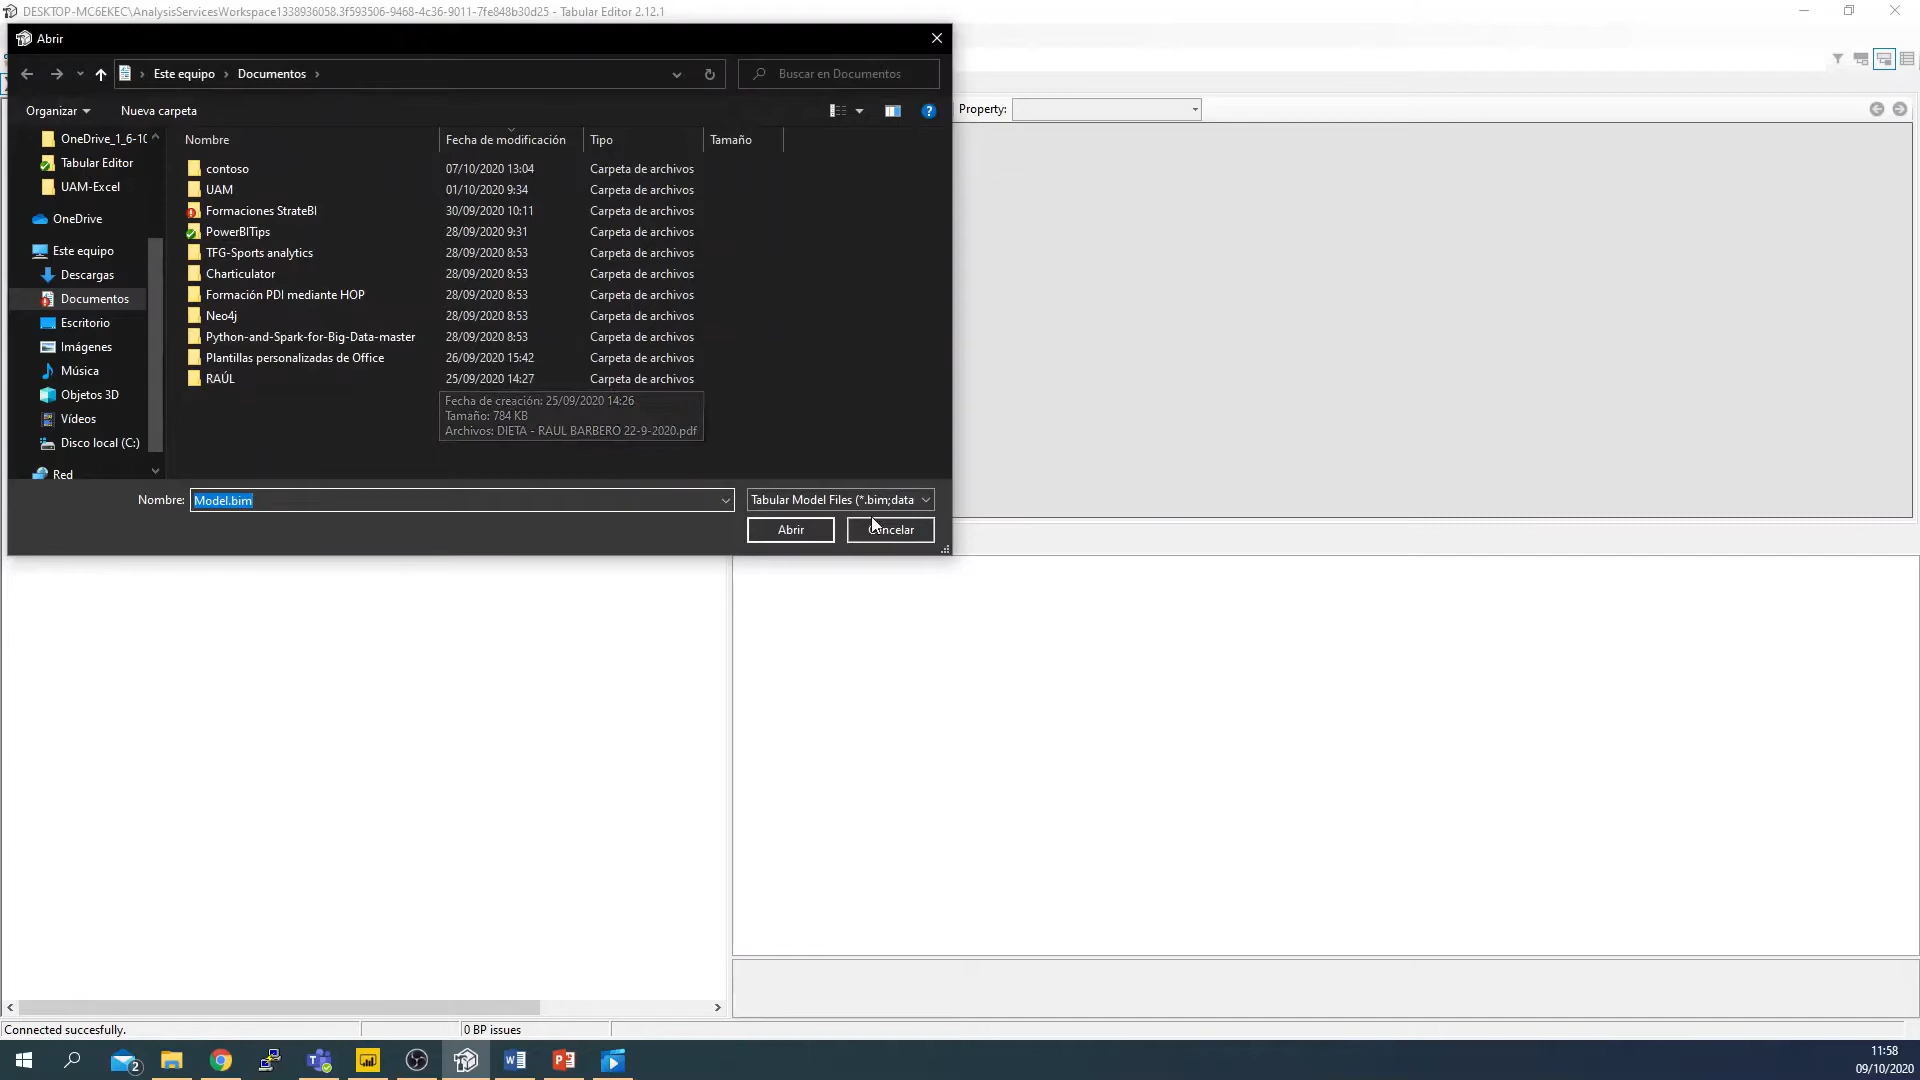 DESKTOP-MC6EKEC\AnalysisServicesWorkspace1338936058.3f593506-9468-4c36-9011-7fe848b30d25 - Tabular Editor 2.12.1
Abrir
Este equipo › Documentos ›
Buscar en Documentos
Organizar
Nueva carpeta
Property:
OneDrive_1_6-10
Tabular Editor
UAM-Excel
OneDrive
Este equipo
Descargas
Documentos
Escritorio
Imágenes
Música
Objetos 3D
Vídeos
Disco local (C:)
Red
Nombre Fecha de modificación Tipo Tamaño
contoso 07/10/2020 13:04 Carpeta de archivos
UAM 01/10/2020 9:34 Carpeta de archivos
Formaciones StrateBI 30/09/2020 10:11 Carpeta de archivos
PowerBITips 28/09/2020 9:31 Carpeta de archivos
TFG-Sports analytics 28/09/2020 8:53 Carpeta de archivos
Charticulator 28/09/2020 8:53 Carpeta de archivos
Formación PDI mediante HOP 28/09/2020 8:53 Carpeta de archivos
Neo4j 28/09/2020 8:53 Carpeta de archivos
Python-and-Spark-for-Big-Data-master 28/09/2020 8:53 Carpeta de archivos
Plantillas personalizadas de Office 26/09/2020 15:42 Carpeta de archivos
RAÚL 25/09/2020 14:27 Carpeta de archivos
Fecha de creación: 25/09/2020 14:26
Tamaño: 784 KB
Archivos: DIETA - RAUL BARBERO 22-9-2020.pdf
Nombre: Model.bim
Tabular Model Files (*.bim;data
Abrir
Cancelar
Connected succesfully.
0 BP issues
2
11:58
09/10/2020